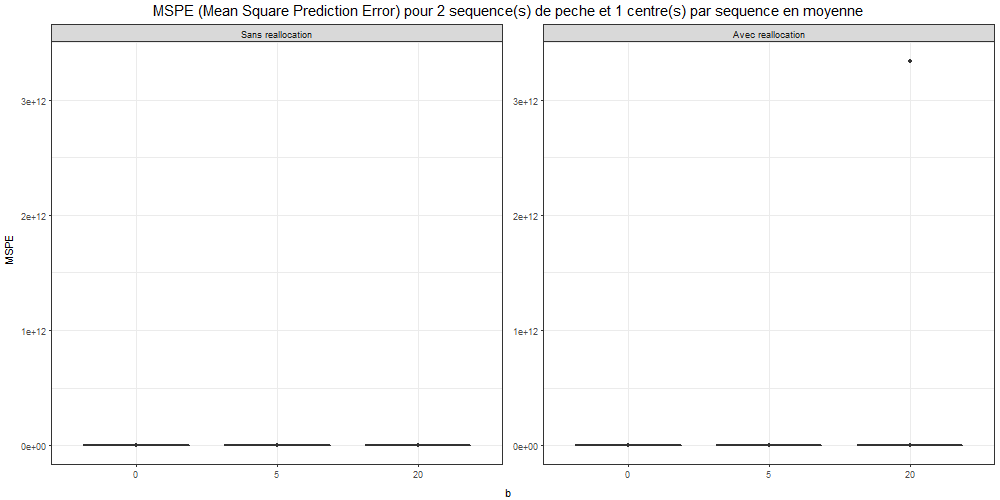 MSPE (Mean Square Prediction Error) pour 2 sequence(s) de peche et 1 centre(s) par sequence en moyenne
Sans reallocation
Avec reallocation
3e+12
2e+12
1e+12
0e+00
3e+12
2e+12
1e+12
0e+00
MSPE
0
5
20
0
5
20
b